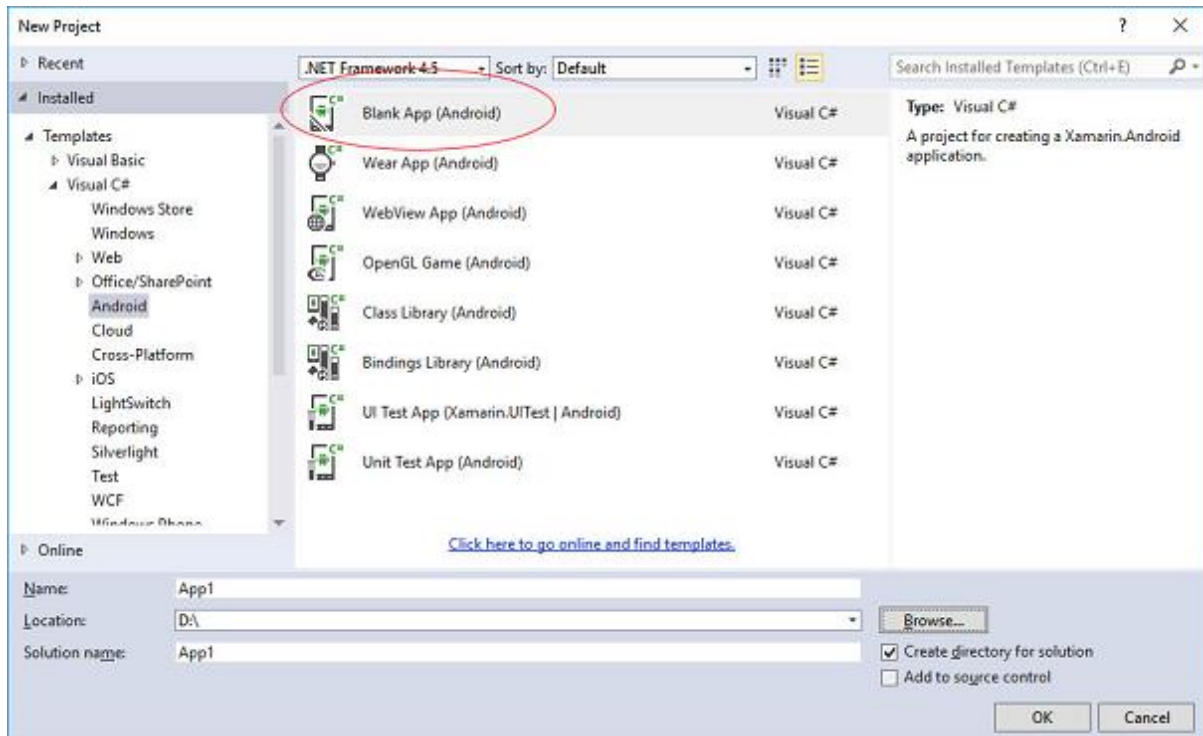 New Project
?
Recent
.NET Framework 4.5
Sort by: Default
Search Installed Templates (Ctrl+E)
Installed
Templates
Visual Basic
Visual C#
Windows Store
Windows
Web
Office/SharePoint
Android
Cloud
Cross-Platform
iOS
LightSwitch
Reporting
Silverlight
Test
WCF
Windows Phone
Online
C#
Blank App (Android)
Visual C#
C#
Wear App (Android)
Visual C#
C#
WebView App (Android)
Visual C#
C#
OpenGL Game (Android)
Visual C#
C#
Class Library (Android)
Visual C#
C#
Bindings Library (Android)
Visual C#
C#
UI Test App (Xamarin.UITest | Android)
Visual C#
C#
Unit Test App (Android)
Visual C#
Click here to go online and find templates.
Type: Visual C#
A project for creating a Xamarin.Android
application.
Name: App1
Location: D:\
Browse...
Solution name: App1
Create directory for solution
Add to source control
OK
Cancel